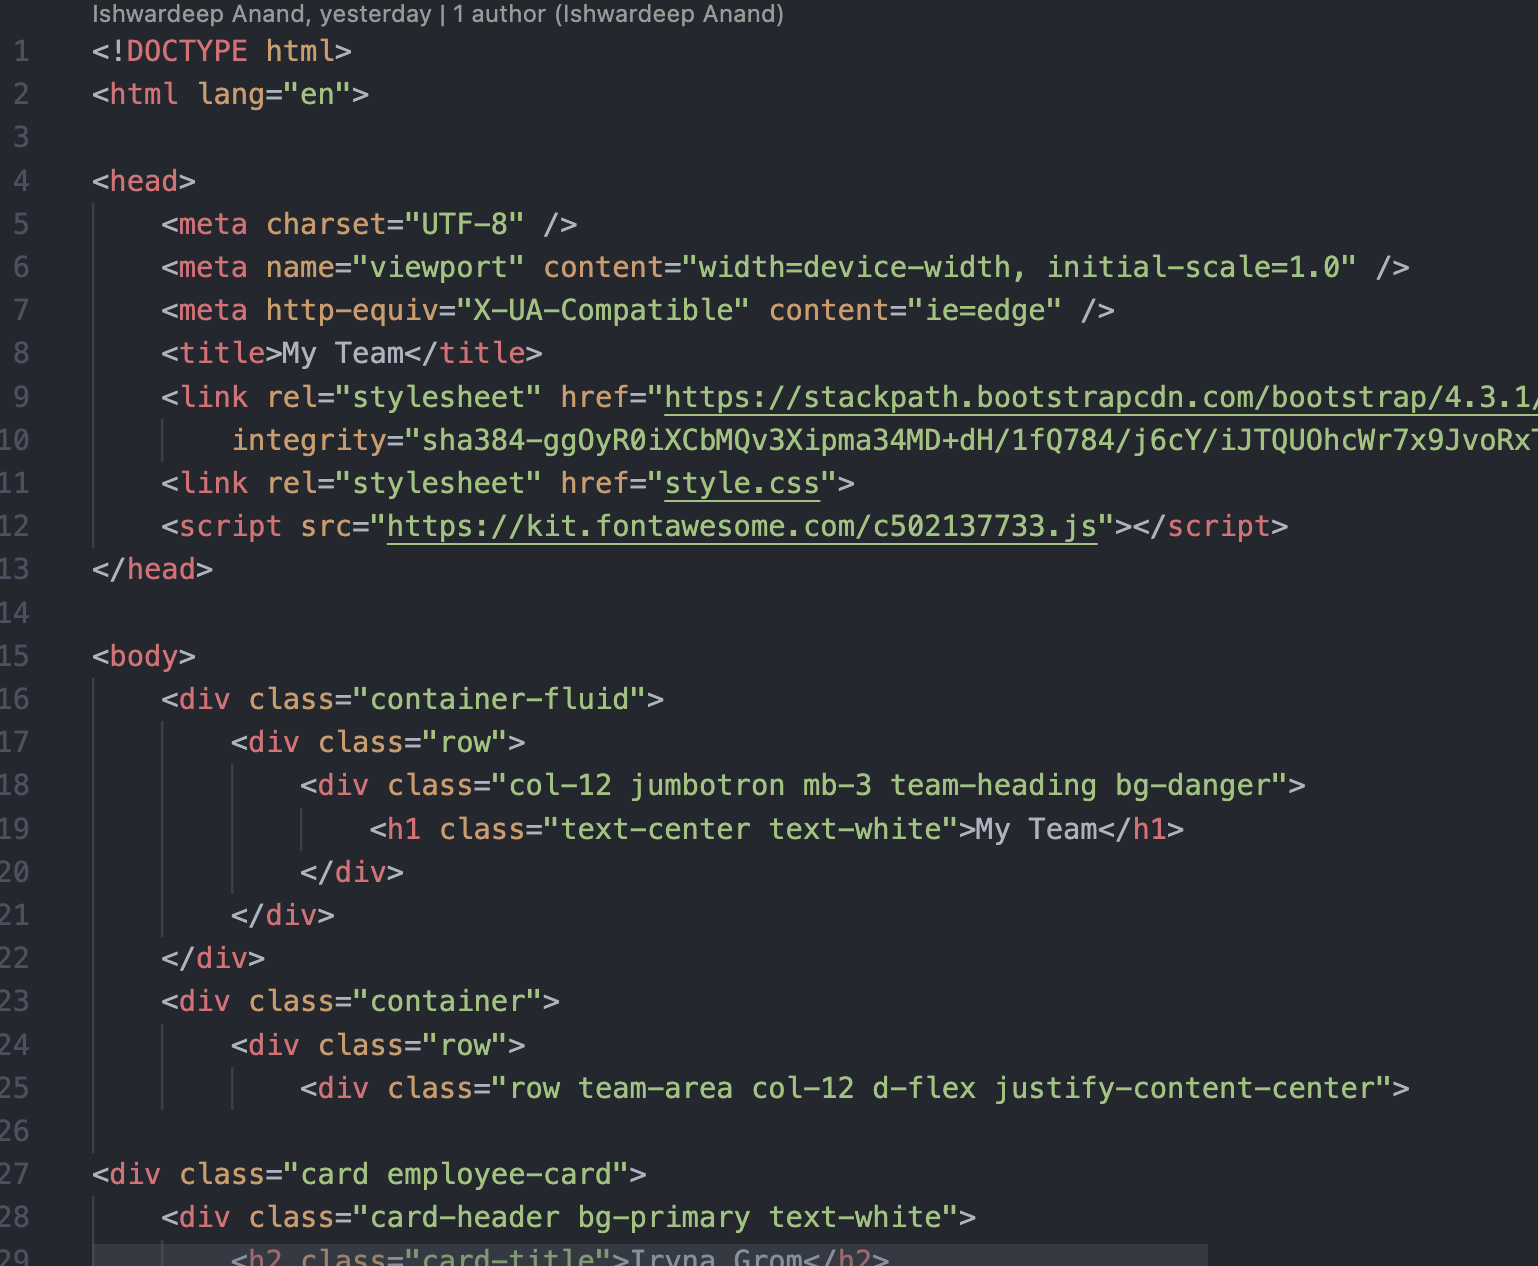 Ishwardeep Anand, yesterday | 1 author (Ishwardeep Anand)
1 <!DOCTYPE html>
2 <html lang="en">
3
4 <head>
5 <meta charset="UTF-8" />
6 <meta name="viewport" content="width=device-width, initial-scale=1.0" />
7 <meta http-equiv="X-UA-Compatible" content="ie=edge" />
8 <title>My Team</title>
9 <link rel="stylesheet" href="https://stackpath.bootstrapcdn.com/bootstrap/4.3.1/
10 integrity="sha384-ggOyR0iXCbMQv3Xipma34MD+dH/1fQ784/j6cY/iJTQUOhcWr7x9JvoRxT
11 <link rel="stylesheet" href="style.css">
12 <script src="https://kit.fontawesome.com/c502137733.js"></script>
13 </head>
14
15 <body>
16 <div class="container-fluid">
17 <div class="row">
18 <div class="col-12 jumbotron mb-3 team-heading bg-danger">
19 <h1 class="text-center text-white">My Team</h1>
20 </div>
21 </div>
22 </div>
23 <div class="container">
24 <div class="row">
25 <div class="row team-area col-12 d-flex justify-content-center">
26
27 <div class="card employee-card">
28 <div class="card-header bg-primary text-white">
29 <h2 class="card-title">Iryna Grom</h2>